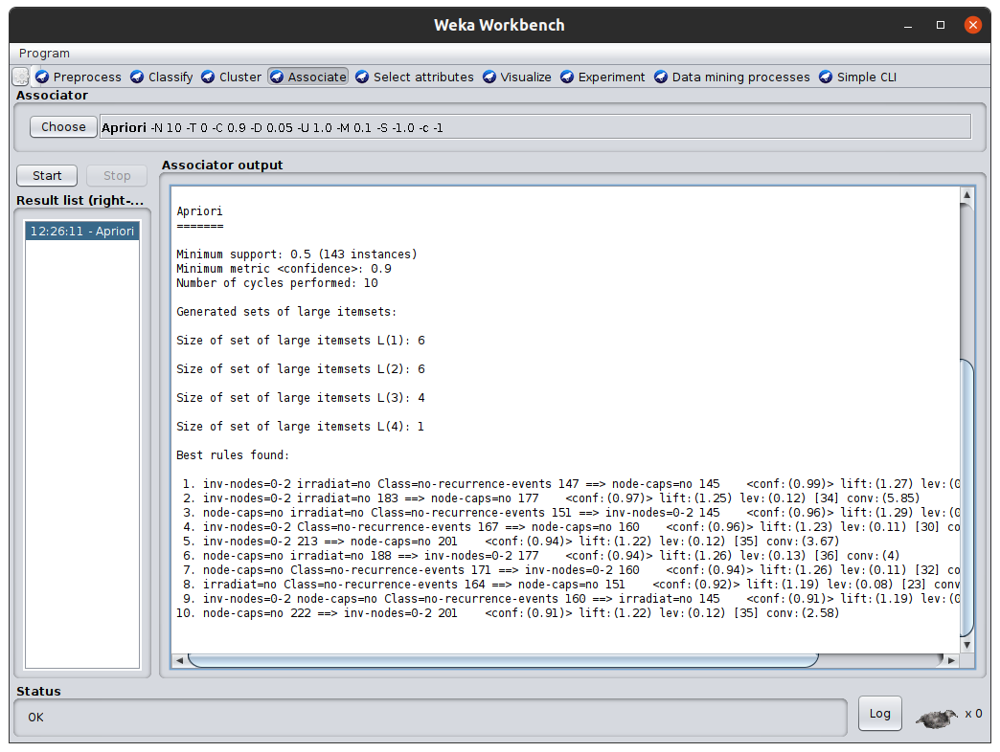 Weka Workbench
Program
Preprocess Classify Cluster Associate Select attributes Visualize Experiment Data mining processes Simple CLI
Associator
Choose Apriori -N 10 -T 0 -C 0.9 -D 0.05 -U 1.0 -M 0.1 -S -1.0 -c -1
Start Stop
Result list (right-...
12:26:11 - Apriori
Associator output
Apriori
=======
Minimum support: 0.5 (143 instances)
Minimum metric <confidence>: 0.9
Number of cycles performed: 10
Generated sets of large itemsets:
Size of set of large itemsets L(1): 6
Size of set of large itemsets L(2): 6
Size of set of large itemsets L(3): 4
Size of set of large itemsets L(4): 1
Best rules found:
1. inv-nodes=0-2 irradiat=no Class=no-recurrence-events 147 ==> node-caps=no 145 <conf:(0.99)> lift:(1.27) lev:(0
2. inv-nodes=0-2 irradiat=no 183 ==> node-caps=no 177 <conf:(0.97)> lift:(1.25) lev:(0.12) [34] conv:(5.85)
3. node-caps=no irradiat=no Class=no-recurrence-events 151 ==> inv-nodes=0-2 145 <conf:(0.96)> lift:(1.29) lev:(0
4. inv-nodes=0-2 Class=no-recurrence-events 167 ==> node-caps=no 160 <conf:(0.96)> lift:(1.23) lev:(0.11) [30] co
5. inv-nodes=0-2 213 ==> node-caps=no 201 <conf:(0.94)> lift:(1.22) lev:(0.12) [35] conv:(3.67)
6. node-caps=no irradiat=no 188 ==> inv-nodes=0-2 177 <conf:(0.94)> lift:(1.26) lev:(0.13) [36] conv:(4)
7. node-caps=no Class=no-recurrence-events 171 ==> inv-nodes=0-2 160 <conf:(0.94)> lift:(1.26) lev:(0.11) [32] co
8. irradiat=no Class=no-recurrence-events 164 ==> node-caps=no 151 <conf:(0.92)> lift:(1.19) lev:(0.08) [23] conv
9. inv-nodes=0-2 node-caps=no Class=no-recurrence-events 160 ==> irradiat=no 145 <conf:(0.91)> lift:(1.19) lev:(0
10. node-caps=no 222 ==> inv-nodes=0-2 201 <conf:(0.91)> lift:(1.22) lev:(0.12) [35] conv:(2.58)
Status
OK
Log
x 0